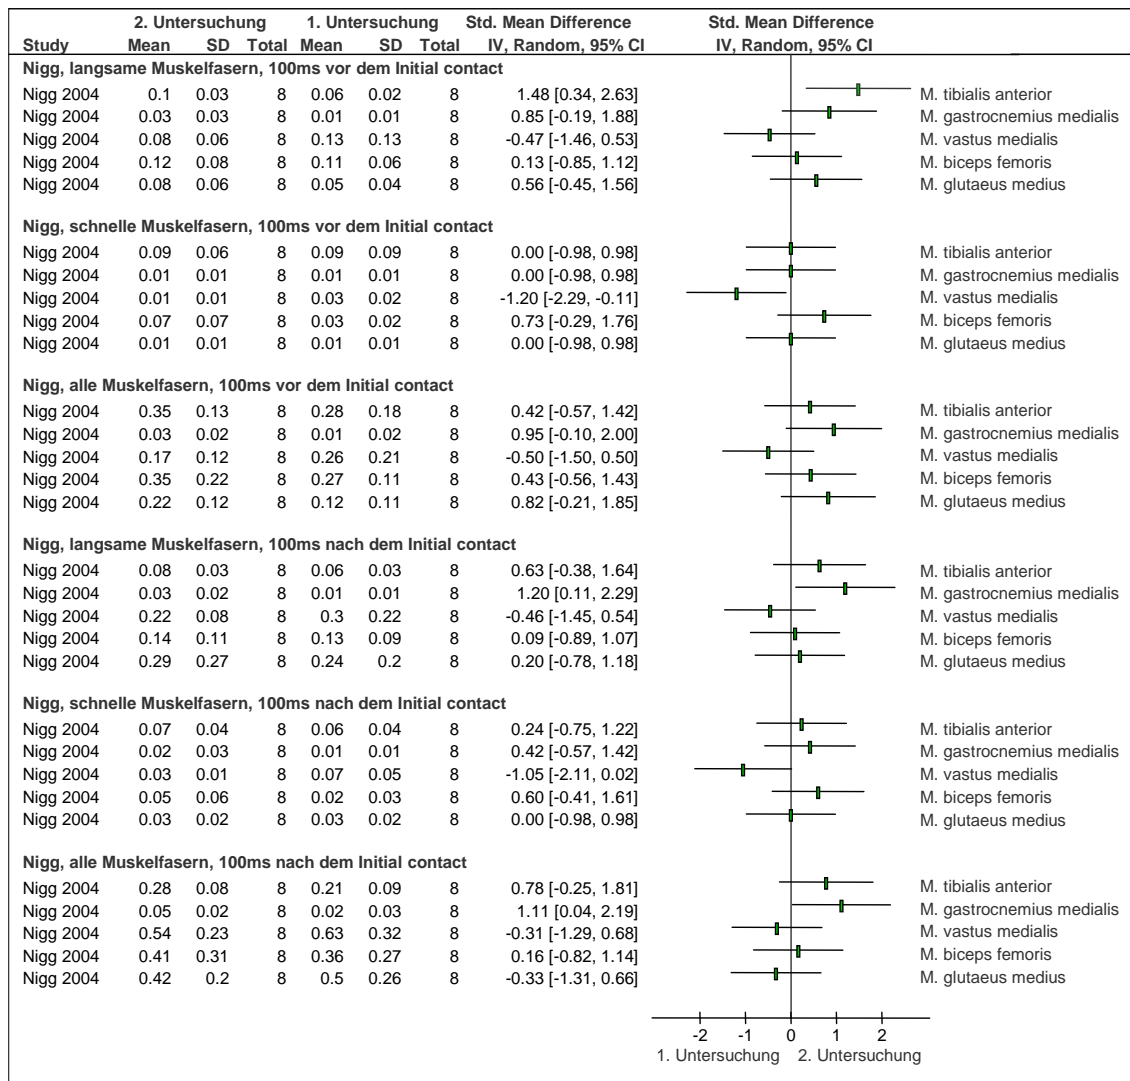 2. Untersuchung 1. Untersuchung Std. Mean Difference Std. Mean Difference
Study Mean SD Total Mean SD Total IV, Random, 95% CI IV, Random, 95% CI
Nigg, langsame Muskelfasern, 100ms vor dem Initial contact
Nigg 2004 0.1 0.03 8 0.06 0.02 8 1.48 [0.34, 2.63] M. tibialis anterior
Nigg 2004 0.03 0.03 8 0.01 0.01 8 0.85 [-0.19, 1.88] M. gastrocnemius medialis
Nigg 2004 0.08 0.06 8 0.13 0.13 8 -0.47 [-1.46, 0.53] M. vastus medialis
Nigg 2004 0.12 0.08 8 0.11 0.06 8 0.13 [-0.85, 1.12] M. biceps femoris
Nigg 2004 0.08 0.06 8 0.05 0.04 8 0.56 [-0.45, 1.56] M. glutaeus medius
Nigg, schnelle Muskelfasern, 100ms vor dem Initial contact
Nigg 2004 0.09 0.06 8 0.09 0.09 8 0.00 [-0.98, 0.98] M. tibialis anterior
Nigg 2004 0.01 0.01 8 0.01 0.01 8 0.00 [-0.98, 0.98] M. gastrocnemius medialis
Nigg 2004 0.01 0.01 8 0.03 0.02 8 -1.20 [-2.29, -0.11] M. vastus medialis
Nigg 2004 0.07 0.07 8 0.03 0.02 8 0.73 [-0.29, 1.76] M. biceps femoris
Nigg 2004 0.01 0.01 8 0.01 0.01 8 0.00 [-0.98, 0.98] M. glutaeus medius
Nigg, alle Muskelfasern, 100ms vor dem Initial contact
Nigg 2004 0.35 0.13 8 0.28 0.18 8 0.42 [-0.57, 1.42] M. tibialis anterior
Nigg 2004 0.03 0.02 8 0.01 0.02 8 0.95 [-0.10, 2.00] M. gastrocnemius medialis
Nigg 2004 0.17 0.12 8 0.26 0.21 8 -0.50 [-1.50, 0.50] M. vastus medialis
Nigg 2004 0.35 0.22 8 0.27 0.11 8 0.43 [-0.56, 1.43] M. biceps femoris
Nigg 2004 0.22 0.12 8 0.12 0.11 8 0.82 [-0.21, 1.85] M. glutaeus medius
Nigg, langsame Muskelfasern, 100ms nach dem Initial contact
Nigg 2004 0.08 0.03 8 0.06 0.03 8 0.63 [-0.38, 1.64] M. tibialis anterior
Nigg 2004 0.03 0.02 8 0.01 0.01 8 1.20 [0.11, 2.29] M. gastrocnemius medialis
Nigg 2004 0.22 0.08 8 0.3 0.22 8 -0.46 [-1.45, 0.54] M. vastus medialis
Nigg 2004 0.14 0.11 8 0.13 0.09 8 0.09 [-0.89, 1.07] M. biceps femoris
Nigg 2004 0.29 0.27 8 0.24 0.2 8 0.20 [-0.78, 1.18] M. glutaeus medius
Nigg, schnelle Muskelfasern, 100ms nach dem Initial contact
Nigg 2004 0.07 0.04 8 0.06 0.04 8 0.24 [-0.75, 1.22] M. tibialis anterior
Nigg 2004 0.02 0.03 8 0.01 0.01 8 0.42 [-0.57, 1.42] M. gastrocnemius medialis
Nigg 2004 0.03 0.01 8 0.07 0.05 8 -1.05 [-2.11, 0.02] M. vastus medialis
Nigg 2004 0.05 0.06 8 0.02 0.03 8 0.60 [-0.41, 1.61] M. biceps femoris
Nigg 2004 0.03 0.02 8 0.03 0.02 8 0.00 [-0.98, 0.98] M. glutaeus medius
Nigg, alle Muskelfasern, 100ms nach dem Initial contact
Nigg 2004 0.28 0.08 8 0.21 0.09 8 0.78 [-0.25, 1.81] M. tibialis anterior
Nigg 2004 0.05 0.02 8 0.02 0.03 8 1.11 [0.04, 2.19] M. gastrocnemius medialis
Nigg 2004 0.54 0.23 8 0.63 0.32 8 -0.31 [-1.29, 0.68] M. vastus medialis
Nigg 2004 0.41 0.31 8 0.36 0.27 8 0.16 [-0.82, 1.14] M. biceps femoris
Nigg 2004 0.42 0.2 8 0.5 0.26 8 -0.33 [-1.31, 0.66] M. glutaeus medius
-2 -1 0 1 2
1. Untersuchung 2. Untersuchung